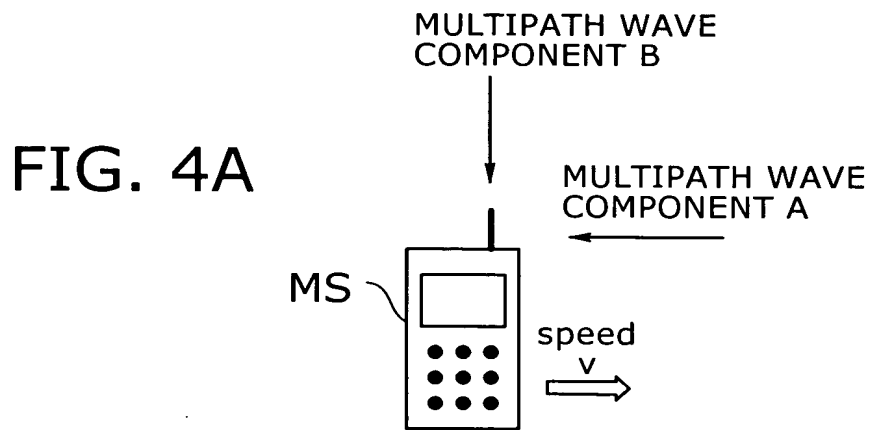 MULTIPATH WAVE
COMPONENT B
FIG. 4A
MULTIPATH WAVE
COMPONENT A
MS
speed
v